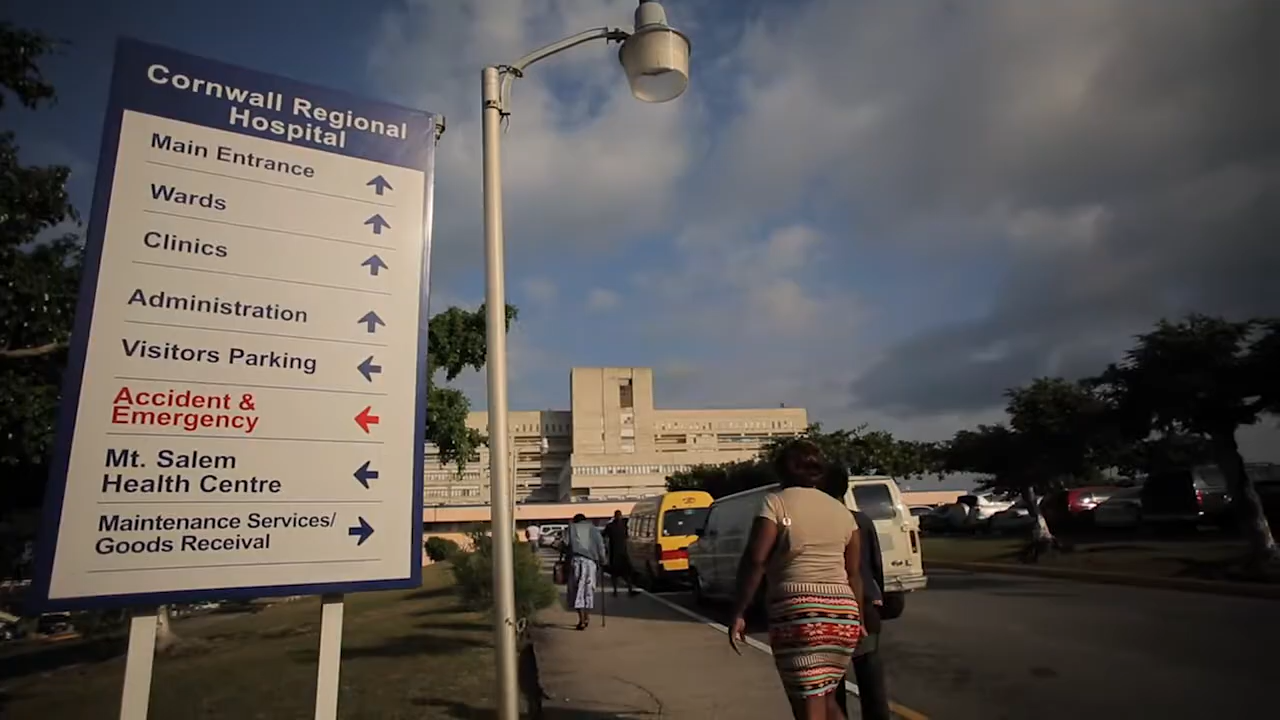 Cornwall Regional
Hospital
Main Entrance
Wards
Clinics
Administration
Visitors Parking
Accident &
Emergency
Mt. Salem
Health Centre
Maintenance Services/
Goods Receival